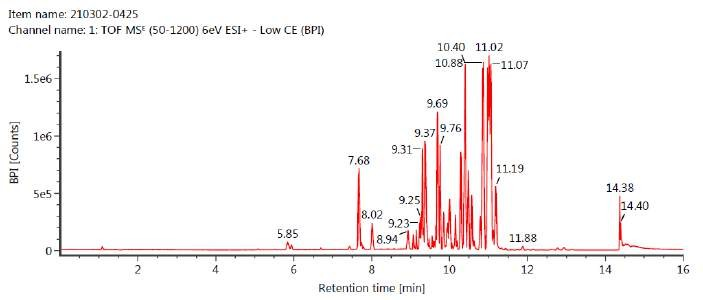 Item name: 210302-0425
Channel name: 1: TOF MSᴱ (50-1200) 6eV ESI+ - Low CE (BPI)
10.40 11.02
10.88 11.07
1.5e6
9.69
9.37 9.76
1e6
9.31
7.68
11.19
5e5
9.25
14.38
9.23
14.40
8.02
8.94
5.85
11.88
0
BPI [Counts]
2 4 6 8 10 12 14 16
Retention time [min]